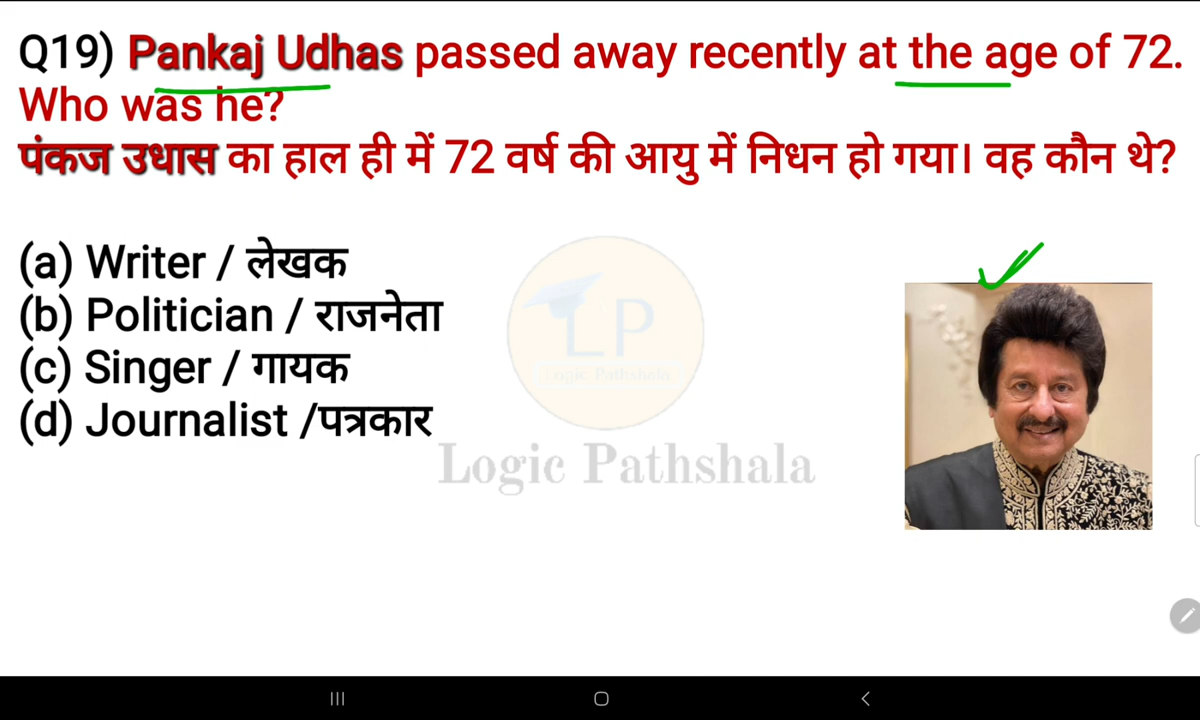 Q19) Pankaj Udhas passed away recently at the age of 72.
Who was he?
पंकज उधास का हाल ही में 72 वर्ष की आयु में निधन हो गया। वह कौन थे?
(a) Writer / लेखक
(b) Politician / राजनेता
(c) Singer / गायक
(d) Journalist /पत्रकार
LP
Logic Pathshala
Logic Pathshala